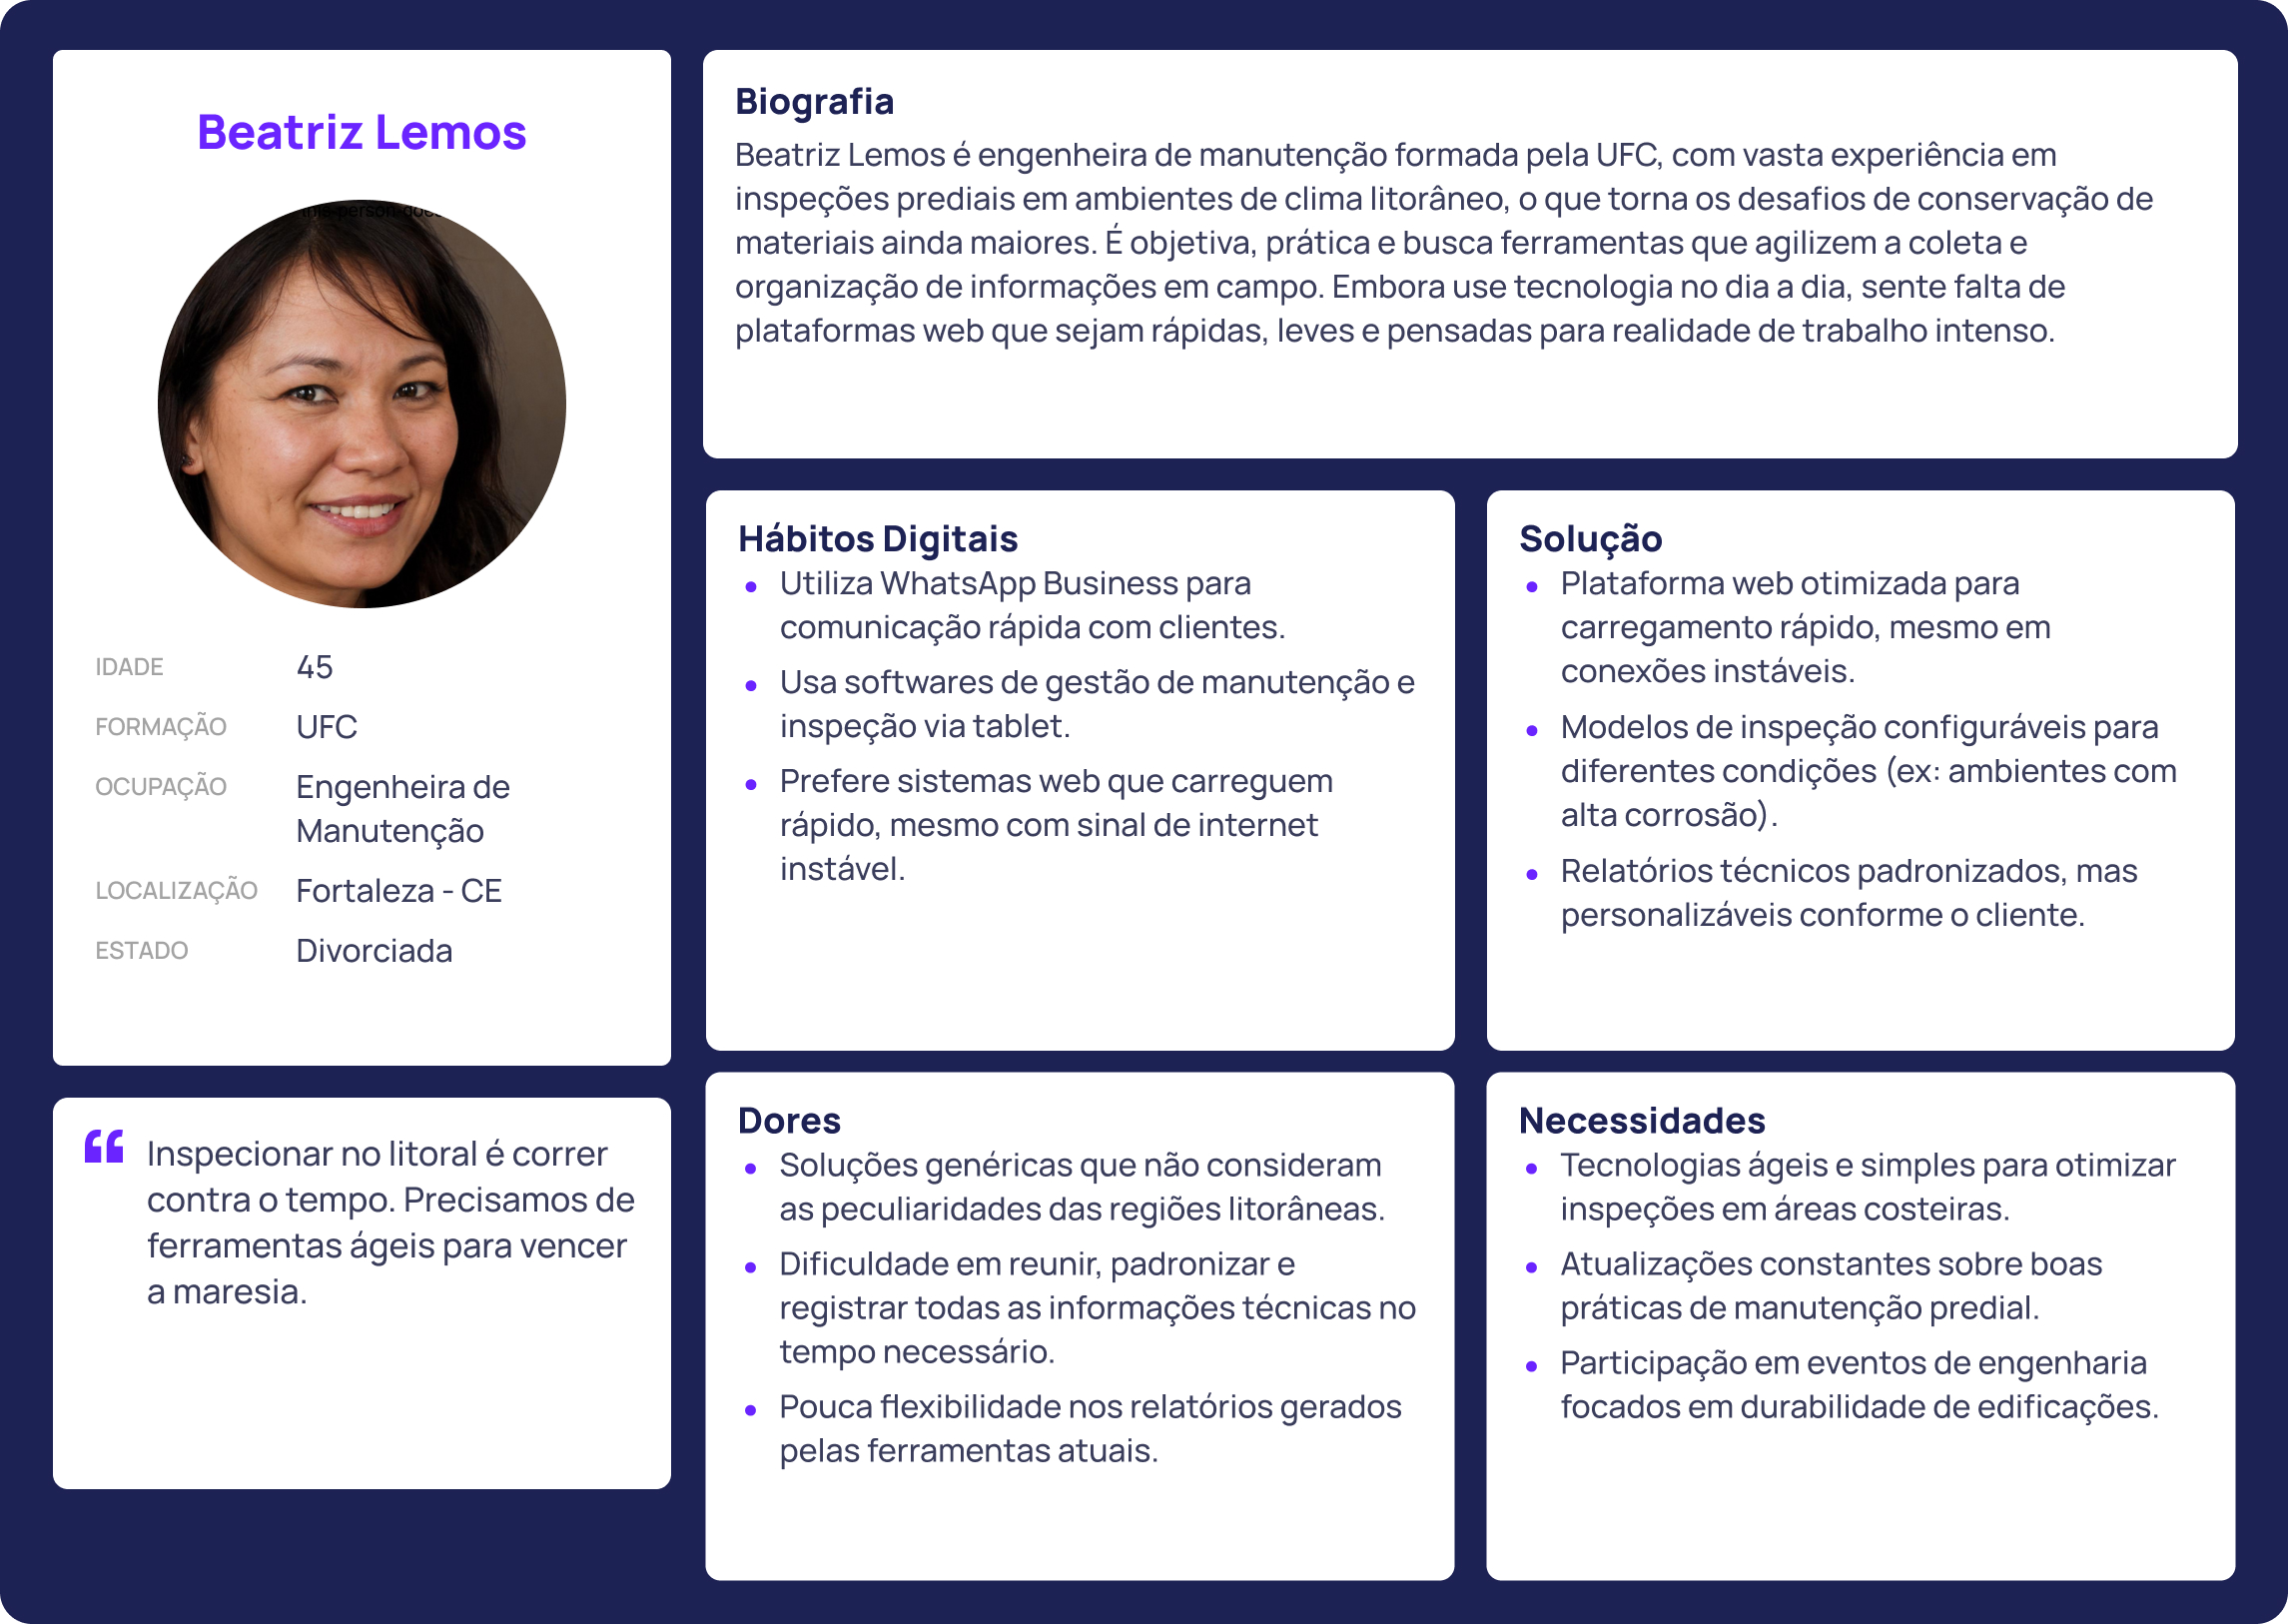 Beatriz Lemos
this-person-does
IDADE 45
FORMAÇÃO UFC
OCUPAÇÃO Engenheira de
Manutenção
LOCALIZAÇÃO Fortaleza - CE
ESTADO Divorciada
“ Inspecionar no litoral é correr
contra o tempo. Precisamos de
ferramentas ágeis para vencer
a maresia.
Biografia
Beatriz Lemos é engenheira de manutenção formada pela UFC, com vasta experiência em
inspeções prediais em ambientes de clima litorâneo, o que torna os desafios de conservação de
materiais ainda maiores. É objetiva, prática e busca ferramentas que agilizem a coleta e
organização de informações em campo. Embora use tecnologia no dia a dia, sente falta de
plataformas web que sejam rápidas, leves e pensadas para realidade de trabalho intenso.
Hábitos Digitais
• Utiliza WhatsApp Business para
comunicação rápida com clientes.
• Usa softwares de gestão de manutenção e
inspeção via tablet.
• Prefere sistemas web que carreguem
rápido, mesmo com sinal de internet
instável.
Solução
• Plataforma web otimizada para
carregamento rápido, mesmo em
conexões instáveis.
• Modelos de inspeção configuráveis para
diferentes condições (ex: ambientes com
alta corrosão).
• Relatórios técnicos padronizados, mas
personalizáveis conforme o cliente.
Dores
• Soluções genéricas que não consideram
as peculiaridades das regiões litorâneas.
• Dificuldade em reunir, padronizar e
registrar todas as informações técnicas no
tempo necessário.
• Pouca flexibilidade nos relatórios gerados
pelas ferramentas atuais.
Necessidades
• Tecnologias ágeis e simples para otimizar
inspeções em áreas costeiras.
• Atualizações constantes sobre boas
práticas de manutenção predial.
• Participação em eventos de engenharia
focados em durabilidade de edificações.